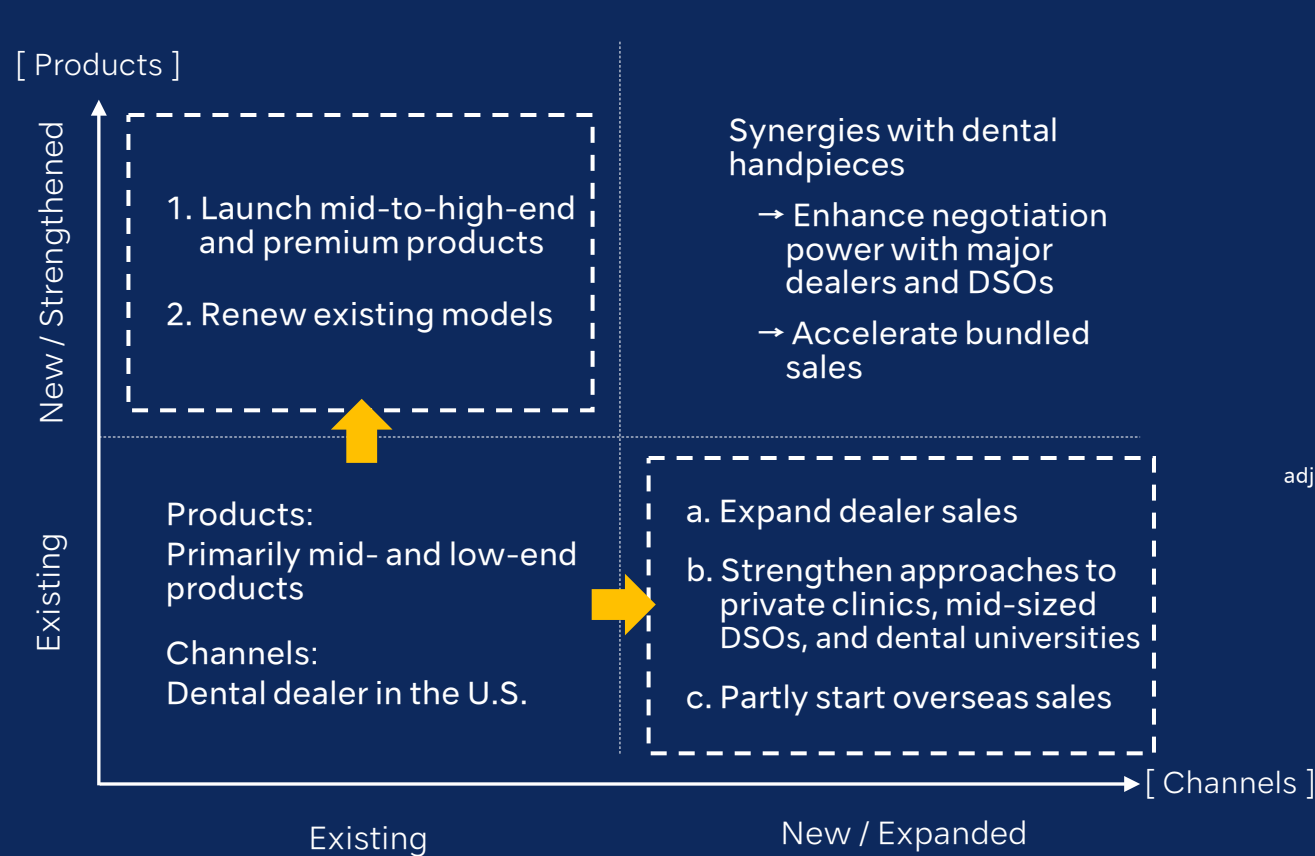 [ Products ]
New / Strengthened
1. Launch mid-to-high-end
and premium products
2. Renew existing models
Synergies with dental
handpieces
→ Enhance negotiation
power with major
dealers and DSOs
→ Accelerate bundled
sales
Existing
Products:
Primarily mid- and low-end
products
Channels:
Dental dealer in the U.S.
a. Expand dealer sales
b. Strengthen approaches to
private clinics, mid-sized
DSOs, and dental universities
c. Partly start overseas sales
adj
[ Channels ]
Existing
New / Expanded